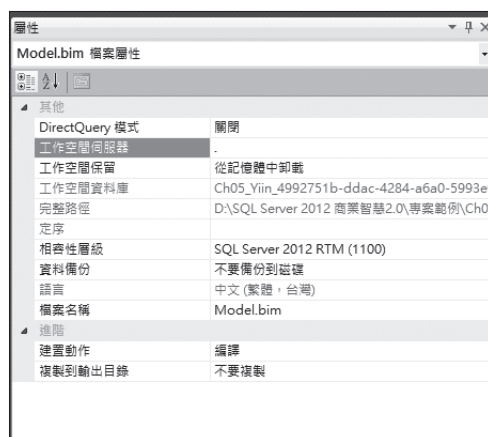 屬性
Model.bim 檔案屬性
其他
DirectQuery 模式 關閉
工作空間伺服器 .
工作空間保留 從記憶體中卸載
工作空間資料庫 Ch05_Yiin_4992751b-ddac-4284-a6a0-5993e
完整路徑 D:\SQL Server 2012 商業智慧2.0\專案範例\Ch0
定序
相容性層級 SQL Server 2012 RTM (1100)
資料備份 不要備份到磁碟
語言 中文 (繁體，台灣)
檔案名稱 Model.bim
進階
建置動作 編譯
複製到輸出目錄 不要複製